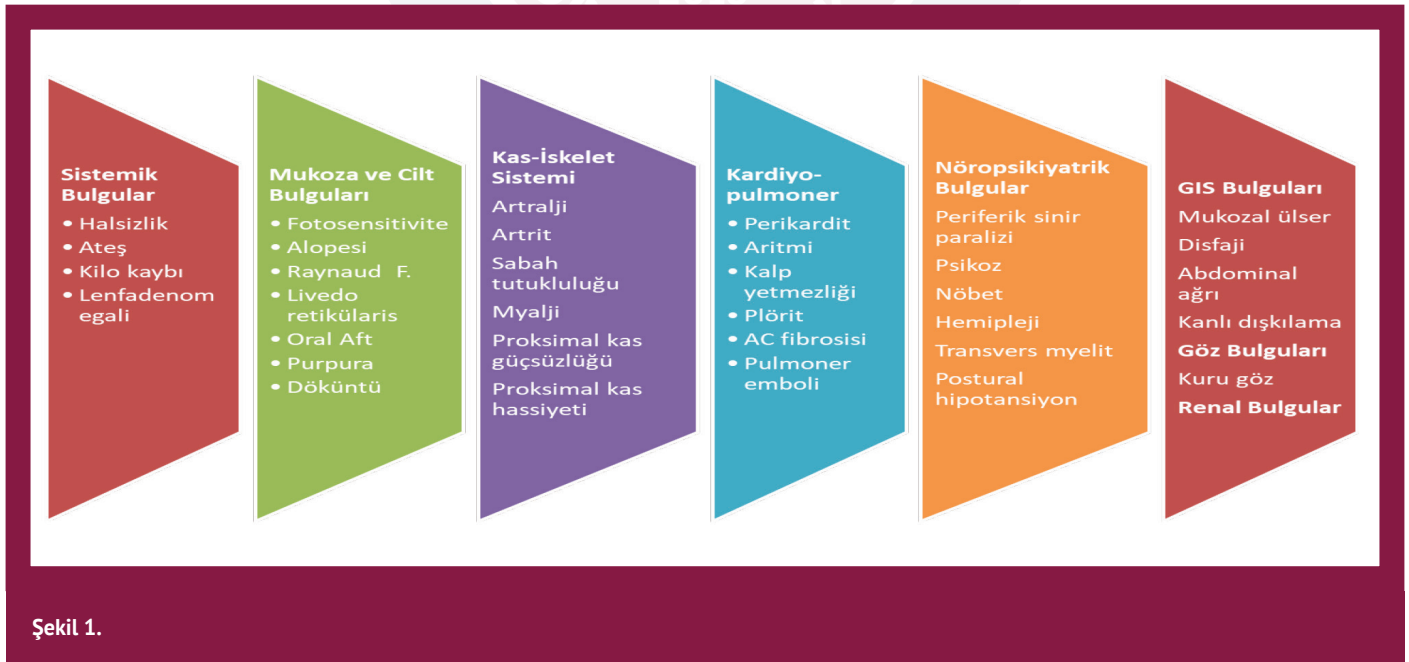 Sistemik
Bulgular
• Halsizlik
• Ateş
• Kilo kaybı
• Lenfadenom
egali
Mukoza ve Cilt
Bulguları
• Fotosensitivite
• Alopesi
• Raynaud F.
• Livedo
retikülaris
• Oral Aft
• Purpura
• Döküntü
Kas-İskelet
Sistemi
Artralji
Artrit
Sabah
tutukluluğu
Myalji
Proksimal kas
güçsüzlüğü
Proksimal kas
hassiyeti
Kardiyo-
pulmoner
• Perikardit
• Aritmi
• Kalp
yetmezliği
• Plörit
• AC fibrosisi
• Pulmoner
emboli
Nöropsikiyatrik
Bulgular
Periferik sinir
paralizi
Psikoz
Nöbet
Hemipleji
Transvers myelit
Postural
hipotansiyon
GIS Bulguları
Mukozal ülser
Disfaji
Abdominal
ağrı
Kanlı dışkılama
Göz Bulguları
Kuru göz
Renal Bulgular
Şekil 1.